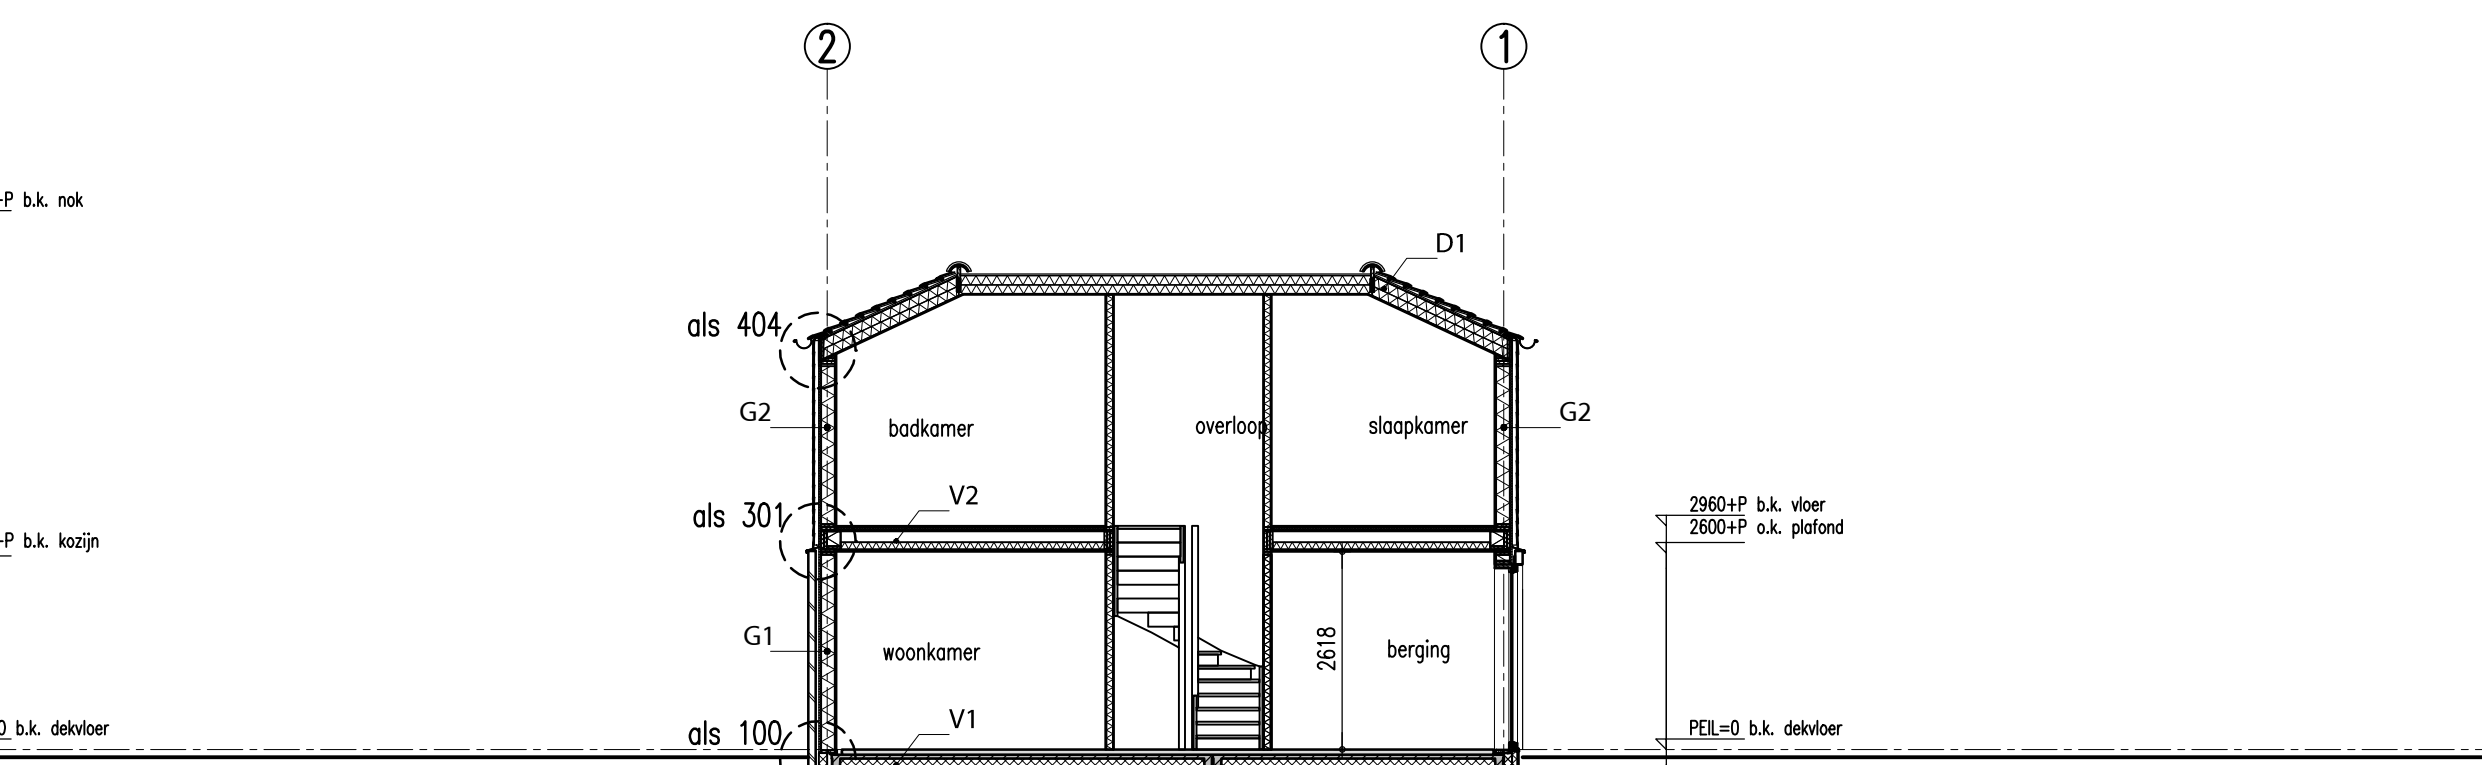 2
1
-P b.k. nok
D1
als 404
G2
G2
badkamer
overloop
slaapkamer
V2
als 301
2960+P b.k. vloer
2600+P o.k. plafond
-P b.k. kozijn
G1
woonkamer
2618
berging
V1
als 100
0 b.k. dekvloer
PEIL=0 b.k. dekvloer